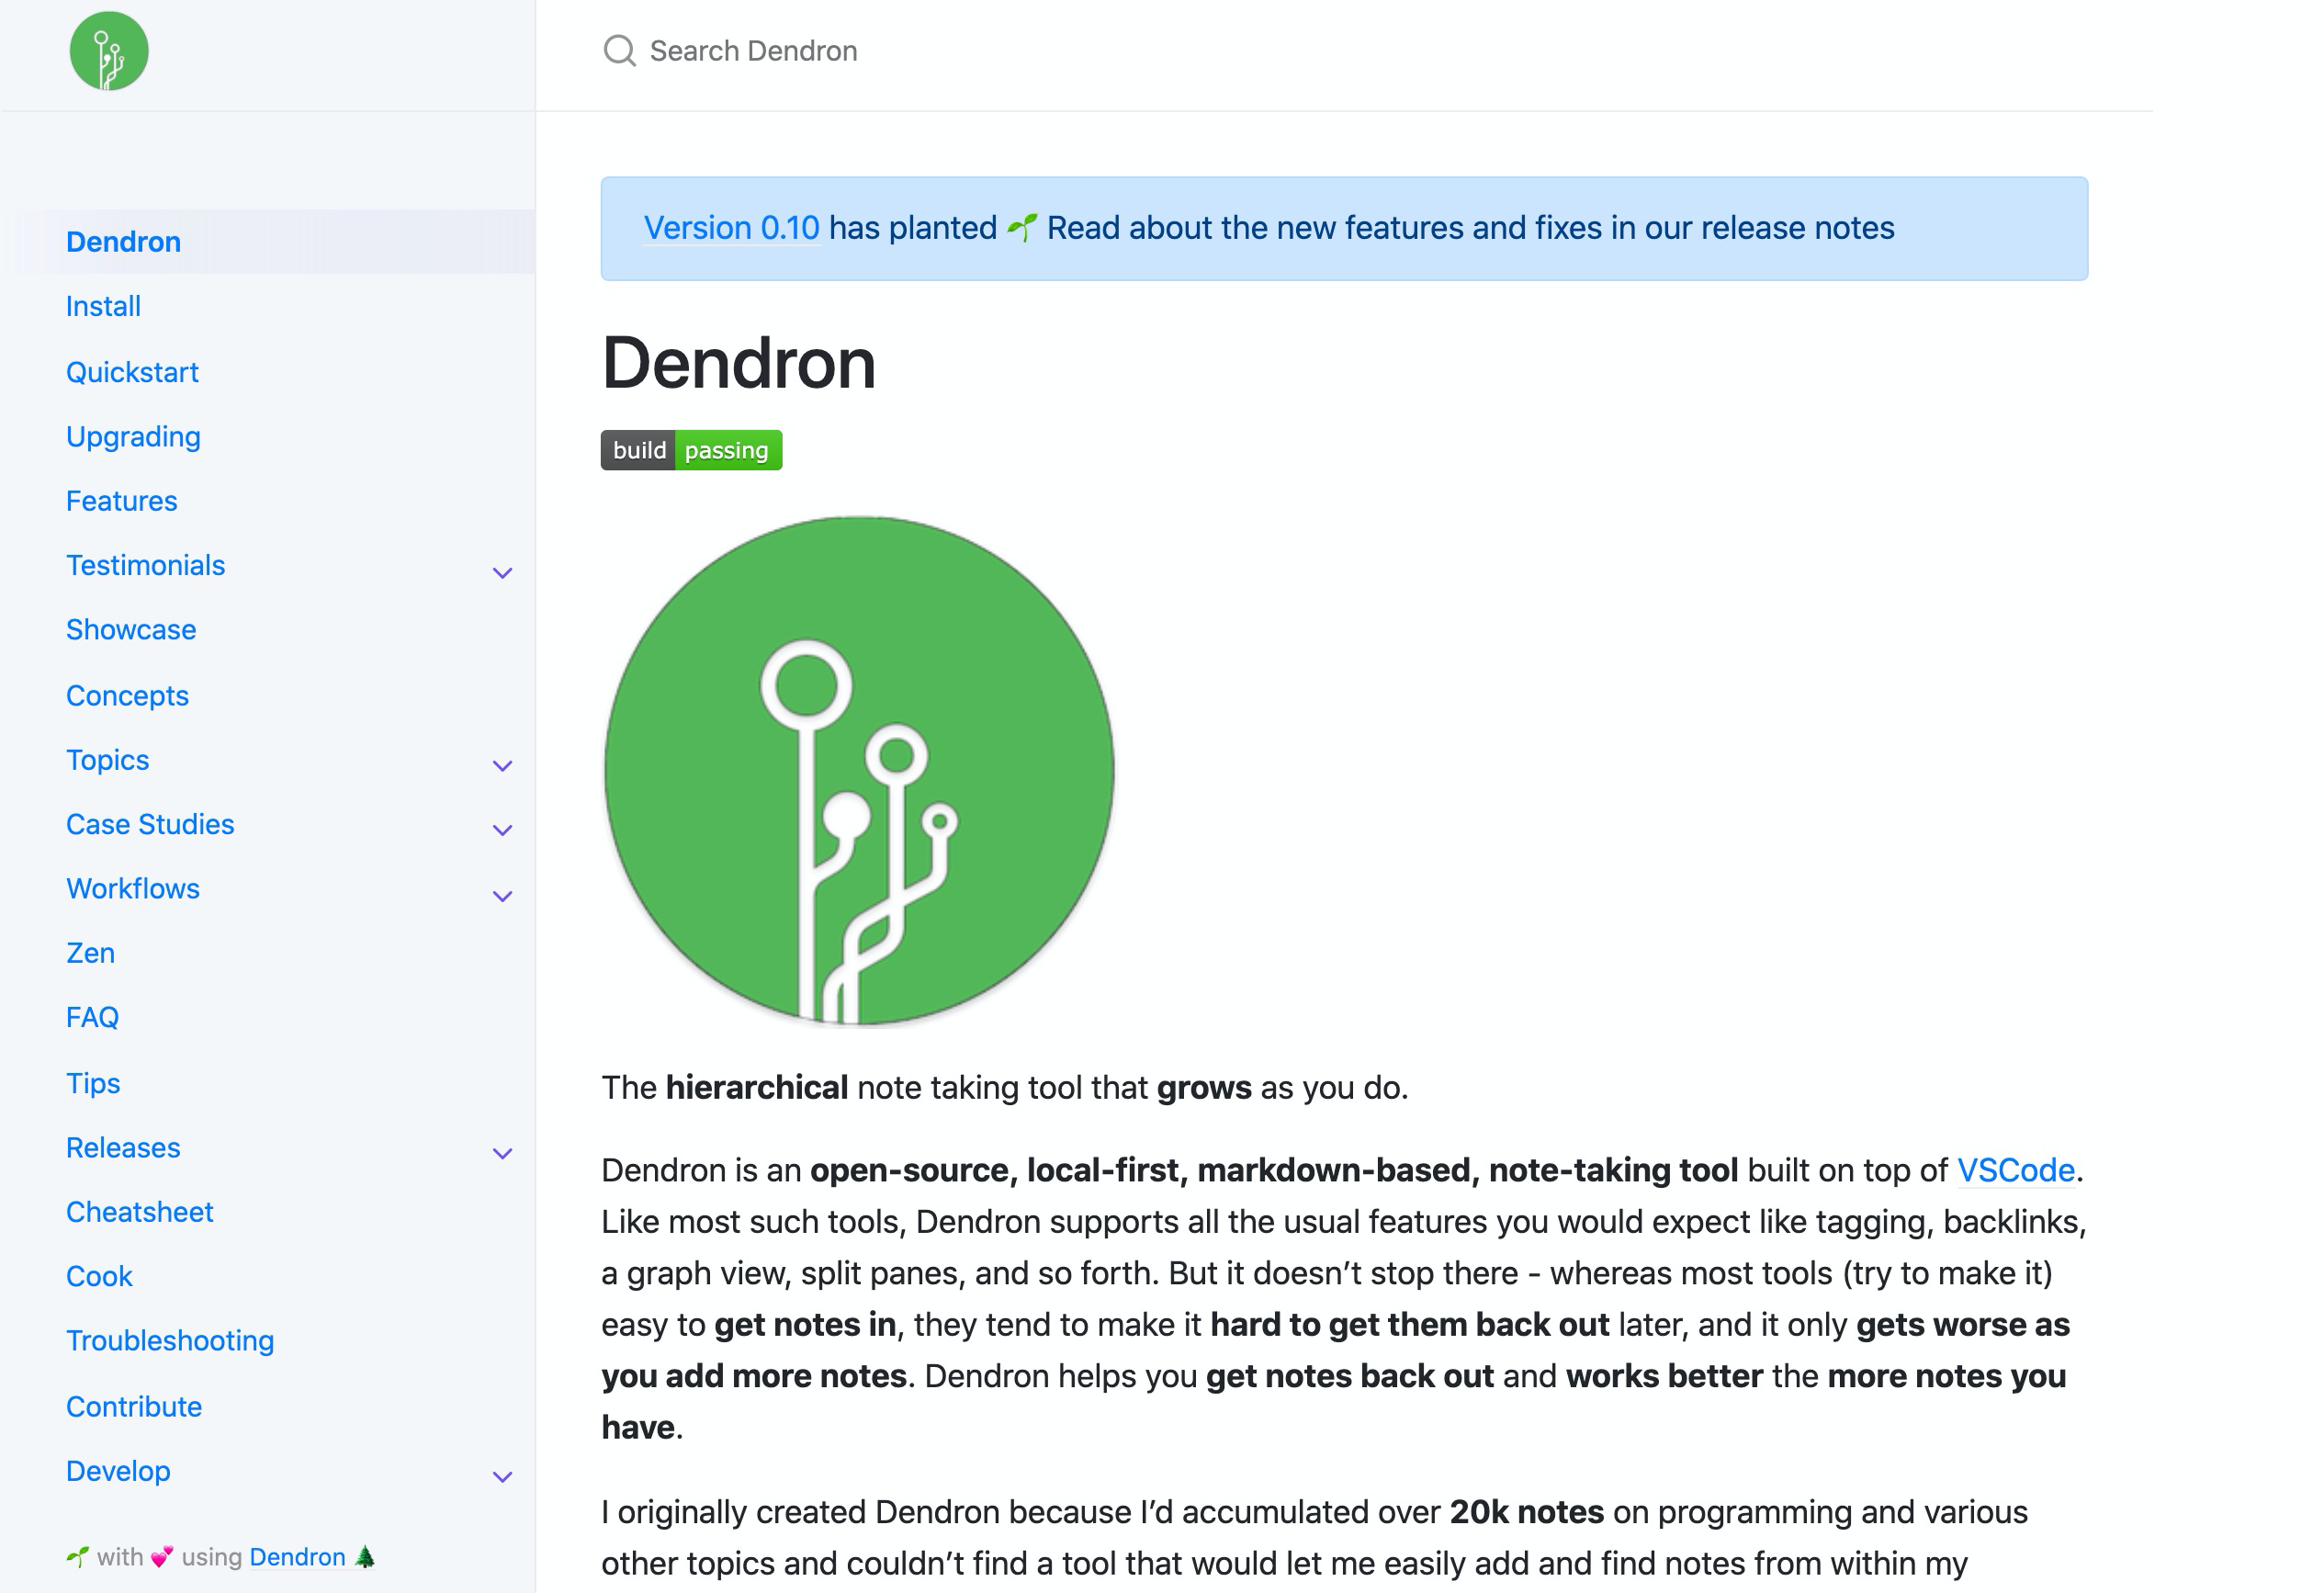 Search Dendron
Dendron
Install
Quickstart
Upgrading
Features
Testimonials
Showcase
Concepts
Topics
Case Studies
Workflows
Zen
FAQ
Tips
Releases
Cheatsheet
Cook
Troubleshooting
Contribute
Develop
🌱 with 💕 using Dendron 🌲
Version 0.10 has planted 🌱 Read about the new features and fixes in our release notes
Dendron
build passing
The hierarchical note taking tool that grows as you do.
Dendron is an open-source, local-first, markdown-based, note-taking tool built on top of VSCode.
Like most such tools, Dendron supports all the usual features you would expect like tagging, backlinks,
a graph view, split panes, and so forth. But it doesn’t stop there - whereas most tools (try to make it)
easy to get notes in, they tend to make it hard to get them back out later, and it only gets worse as
you add more notes. Dendron helps you get notes back out and works better the more notes you
have.
I originally created Dendron because I’d accumulated over 20k notes on programming and various
other topics and couldn’t find a tool that would let me easily add and find notes from within my